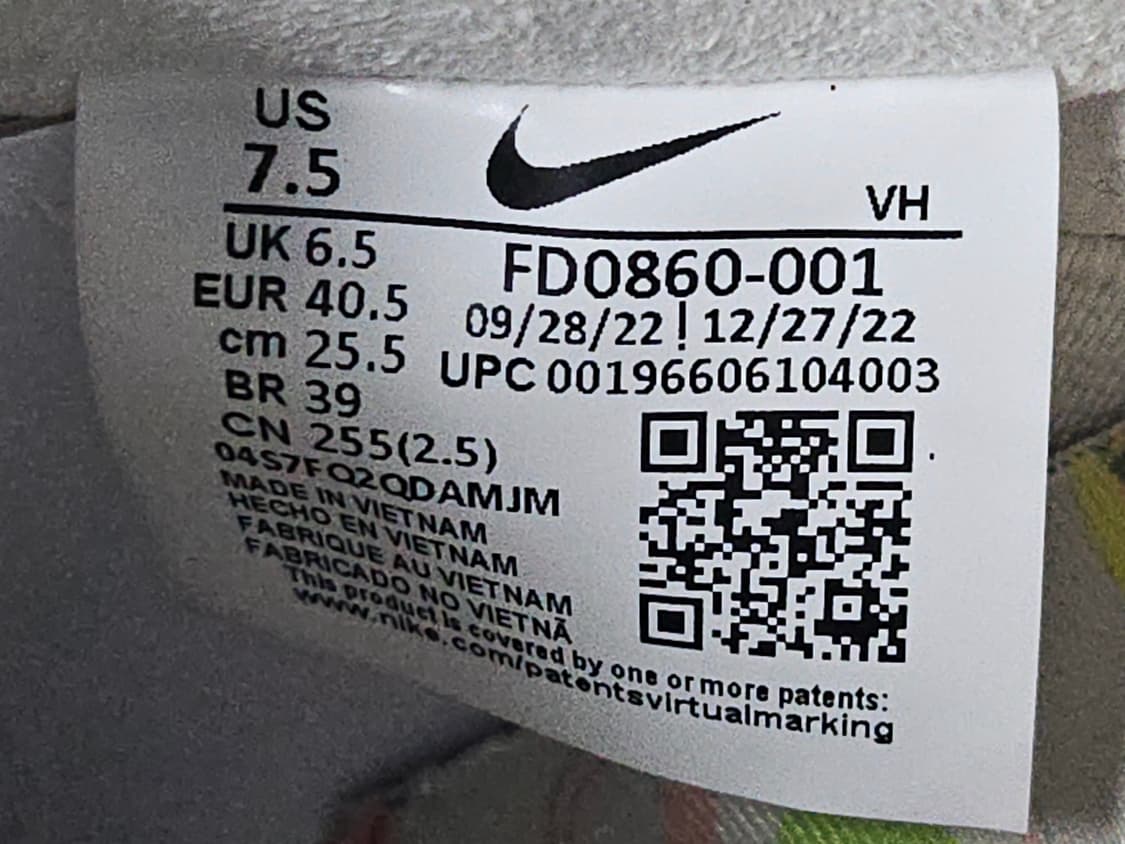 US
7.5
VH
UK 6.5
EUR 40.5
cm 25.5
BR 39
CN 255(2.5)
FD0860-001
09/28/22 | 12/27/22
UPC 00196606104003
04S7FQ2QDAMJM
MADE IN VIETNAM
HECHO EN VIETNAM
FABRIQUE AU VIETNAM
FABRICADO NO VIETNÃ
This product is covered by one or more patents:
www.nike.com/patentsvirtualmarking